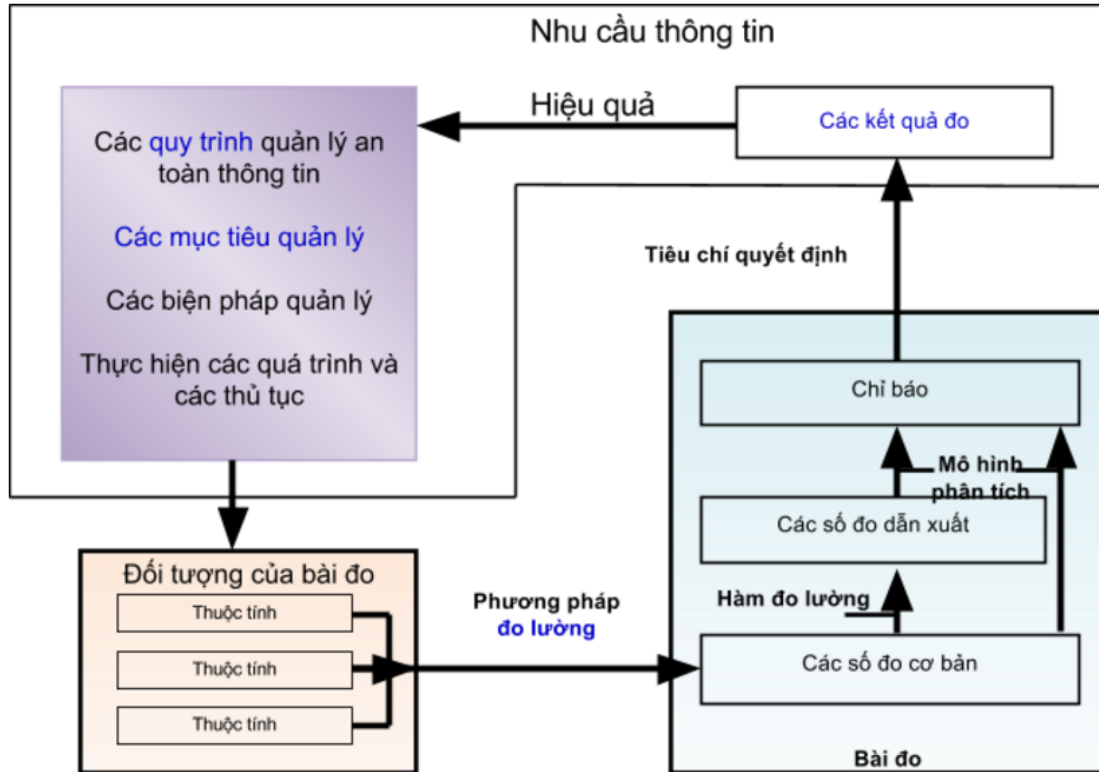 Nhu cầu thông tin
Hiệu quả
Các kết quả đo
Các quy trình quản lý an
toàn thông tin
Các mục tiêu quản lý
Các biện pháp quản lý
Thực hiện các quá trình và
các thủ tục
Tiêu chí quyết định
Chỉ báo
Mô hình
phân tích
Các số đo dẫn xuất
Hàm đo lường
Các số đo cơ bản
Bài đo
Đối tượng của bài đo
Thuộc tính
Thuộc tính
Thuộc tính
Phương pháp
đo lường